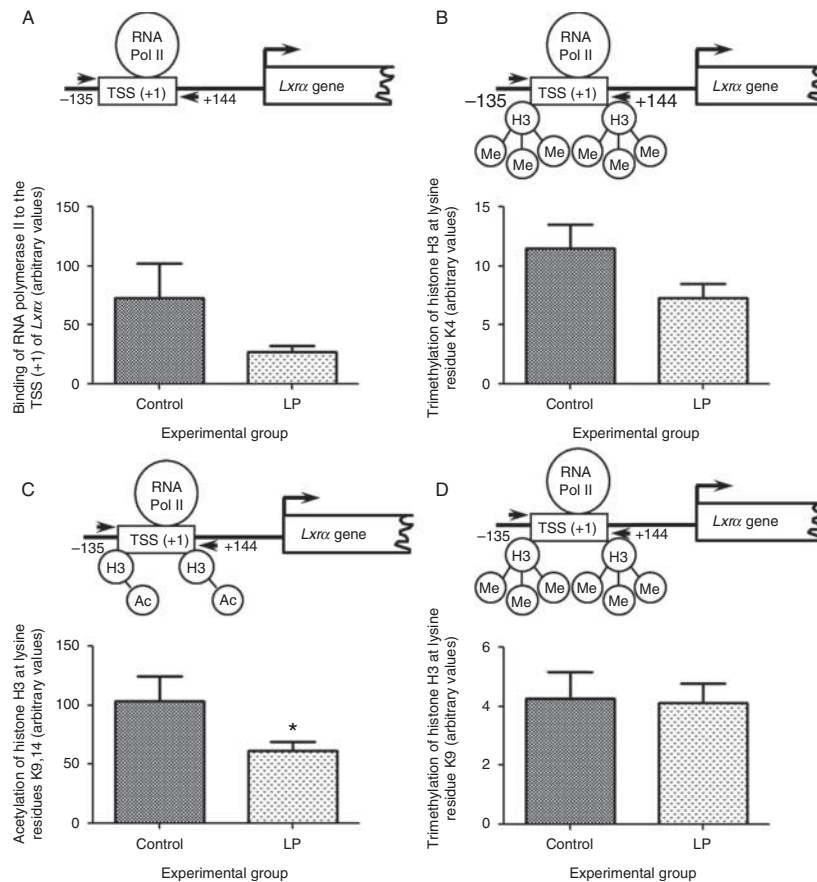 A
RNA
Pol II
TSS (+1)
−135
+144
Lxrα gene
Binding of RNA polymerase II to the
TSS (+1) of Lxrα (arbitrary values)
150
100
50
0
Control
LP
Experimental group
B
RNA
Pol II
TSS (+1)
−135
+144
Lxrα gene
H3
H3
Me
Me
Me
Me
Me
Me
Trimethylation of histone H3 at lysine
residue K4 (arbitrary values)
15
10
5
0
Control
LP
Experimental group
C
RNA
Pol II
TSS (+1)
−135
+144
Lxrα gene
H3
H3
Ac
Ac
Acetylation of histone H3 at lysine
residues K9,14 (arbitrary values)
150
100
50
0
*
Control
LP
Experimental group
D
RNA
Pol II
TSS (+1)
−135
+144
Lxrα gene
H3
H3
Me
Me
Me
Me
Me
Me
Trimethylation of histone H3 at lysine
residue K9 (arbitrary values)
6
4
2
0
Control
LP
Experimental group